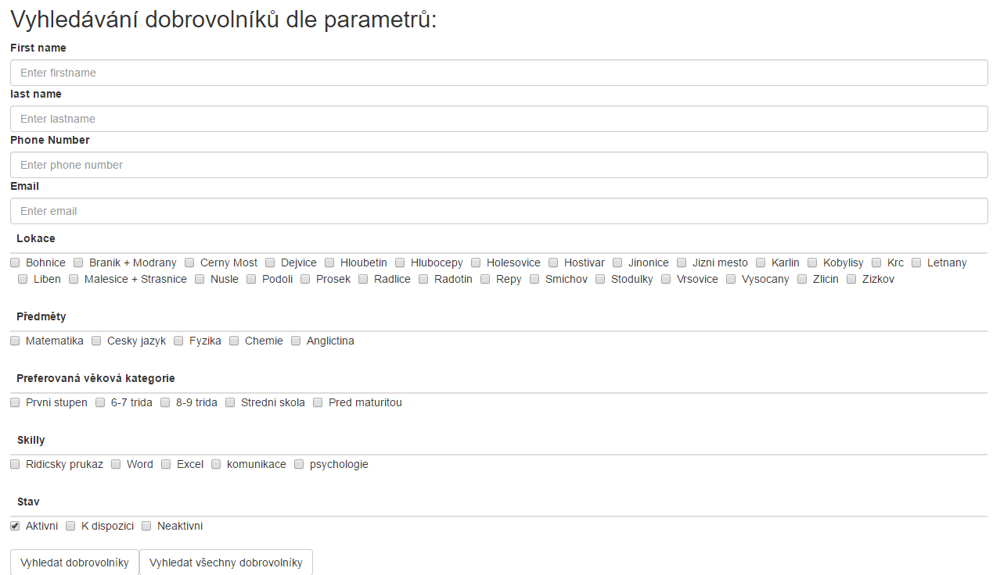 Vyhledávání dobrovolníků dle parametrů:
First name
Enter firstname
last name
Enter lastname
Phone Number
Enter phone number
Email
Enter email
Lokace
Bohnice Branik + Modrany Cerny Most Dejvice Hloubetin Hlubocepy Holesovice Hostivar Jinonice Jizni mesto Karlin Kobylisy Krc Letnany
Liben Malesice + Strasnice Nusle Podoli Prosek Radlice Radotin Repy Smichov Stodulky Vrsovice Vysocany Zlicin Zizkov
Předměty
Matematika Cesky jazyk Fyzika Chemie Anglictina
Preferovaná věková kategorie
Prvni stupen 6-7 trida 8-9 trida Stredni skola Pred maturitou
Skilly
Ridicsky prukaz Word Excel komunikace psychologie
Stav
Aktivni K dispozici Neaktivni
Vyhledat dobrovolníky Vyhledat všechny dobrovolníky